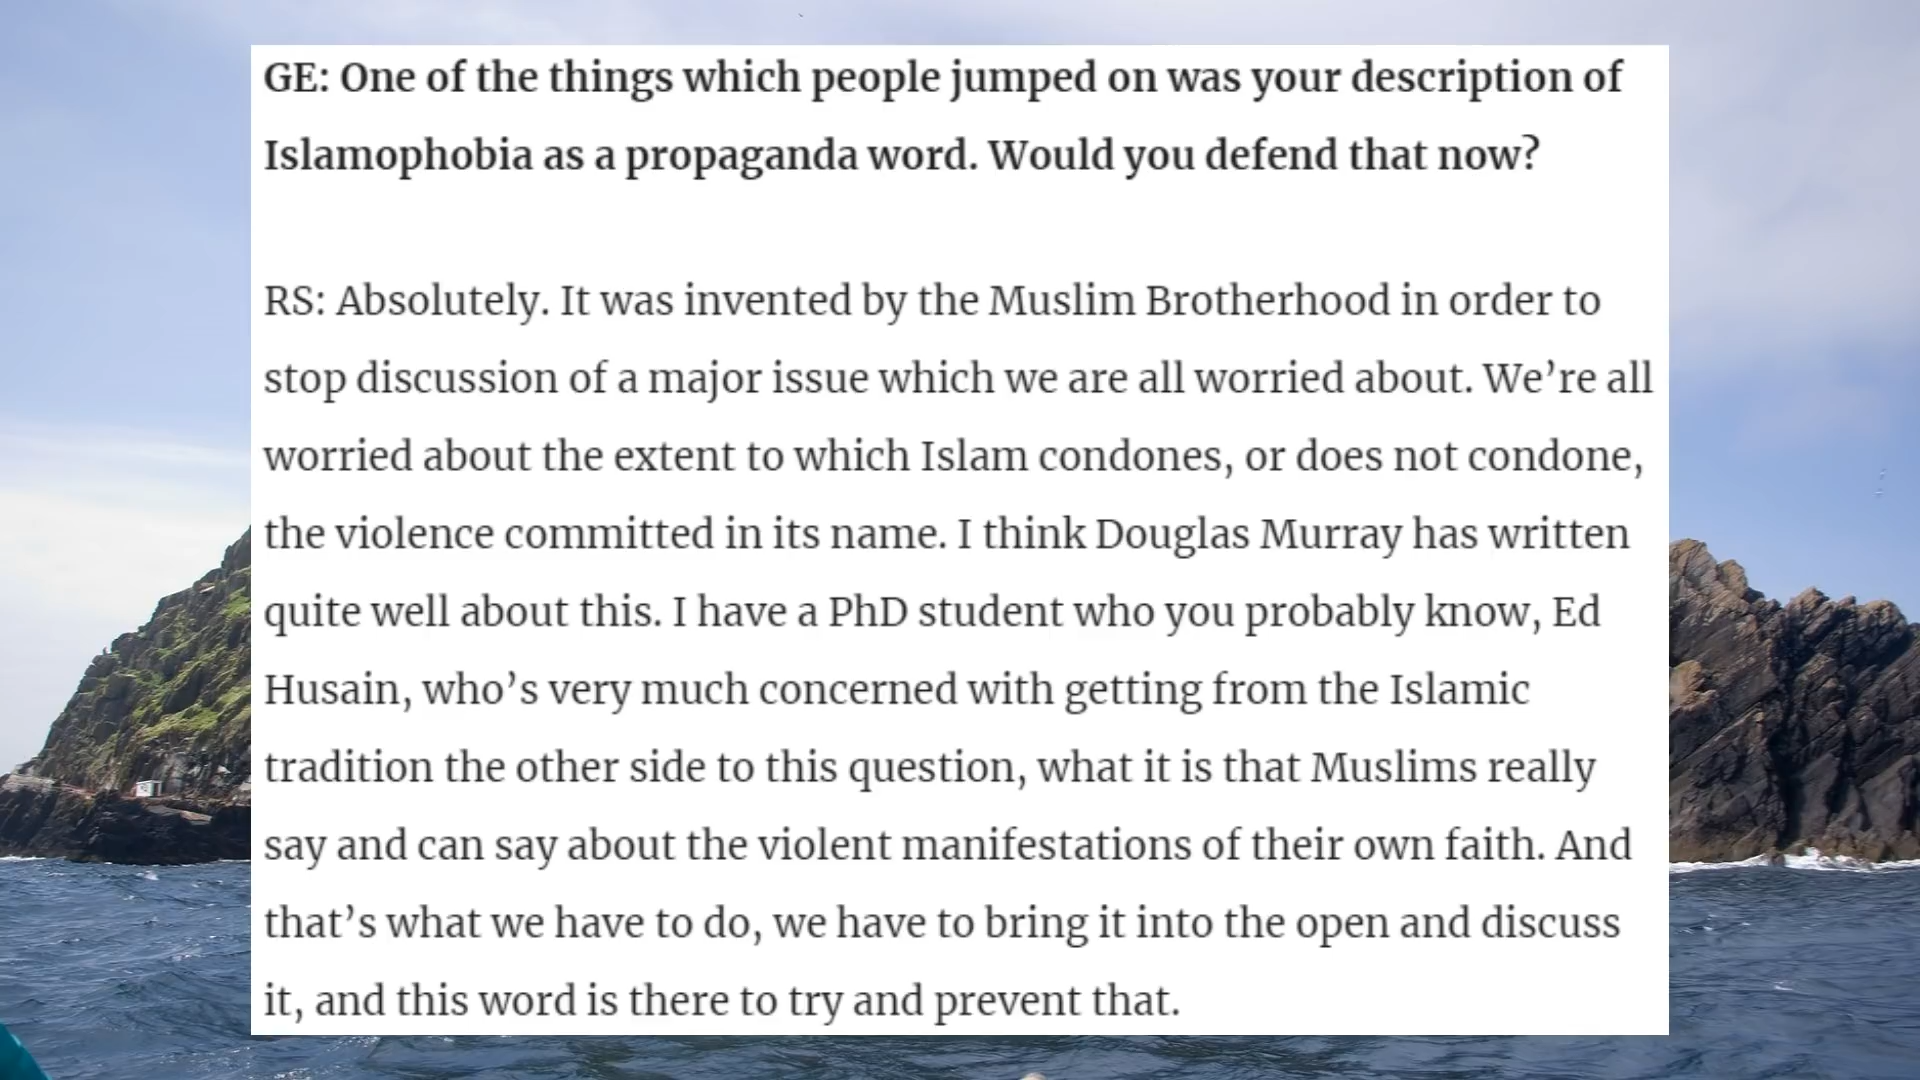 GE: One of the things which people jumped on was your description of
Islamophobia as a propaganda word. Would you defend that now?
RS: Absolutely. It was invented by the Muslim Brotherhood in order to
stop discussion of a major issue which we are all worried about. We’re all
worried about the extent to which Islam condones, or does not condone,
the violence committed in its name. I think Douglas Murray has written
quite well about this. I have a PhD student who you probably know, Ed
Husain, who’s very much concerned with getting from the Islamic
tradition the other side to this question, what it is that Muslims really
say and can say about the violent manifestations of their own faith. And
that’s what we have to do, we have to bring it into the open and discuss
it, and this word is there to try and prevent that.